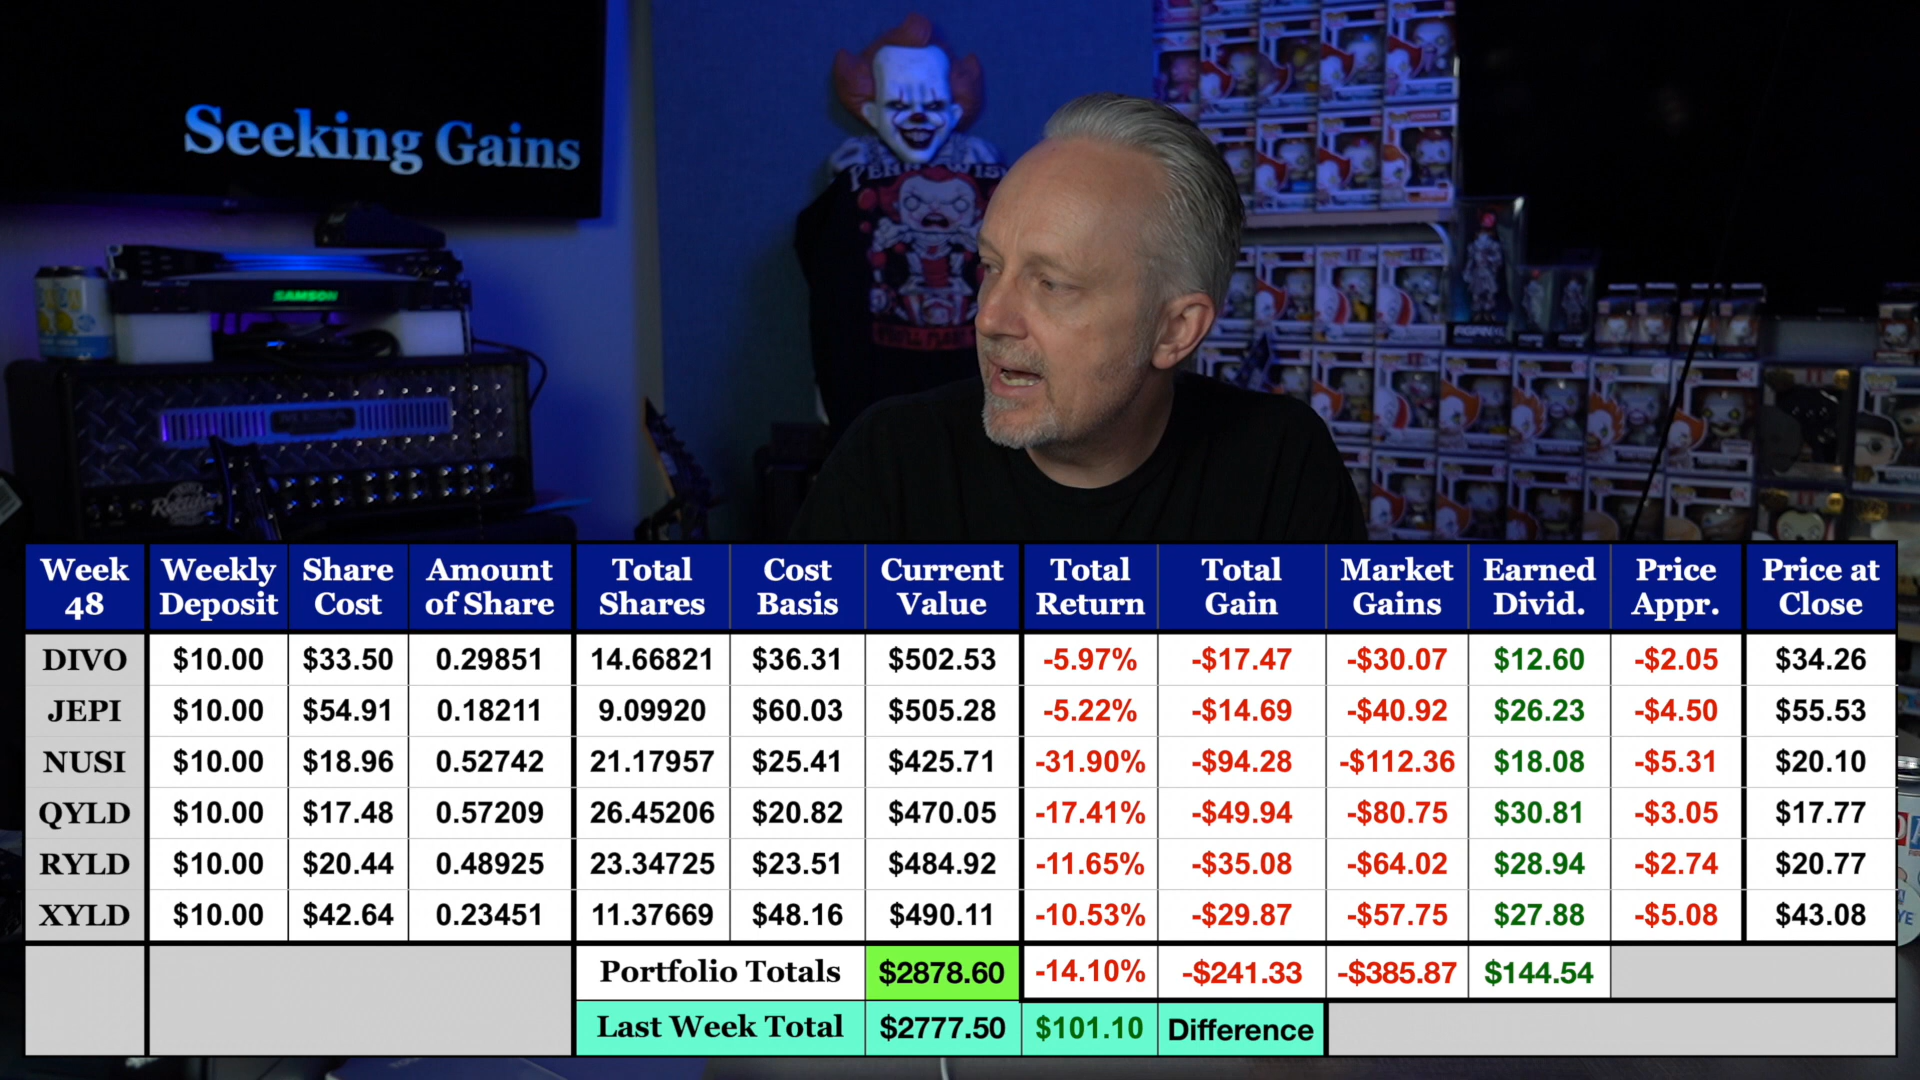 Seeking Gains
PENNYWISE
SAMSON
Week 48 | Weekly Deposit | Share Cost | Amount of Share | Total Shares | Cost Basis | Current Value | Total Return | Total Gain | Market Gains | Earned Divid. | Price Appr. | Price at Close
DIVO $10.00 $33.50 0.29851 14.66821 $36.31 $502.53 -5.97% -$17.47 -$30.07 $12.60 -$2.05 $34.26
JEPI $10.00 $54.91 0.18211 9.09920 $60.03 $505.28 -5.22% -$14.69 -$40.92 $26.23 -$4.50 $55.53
NUSI $10.00 $18.96 0.52742 21.17957 $25.41 $425.71 -31.90% -$94.28 -$112.36 $18.08 -$5.31 $20.10
QYLD $10.00 $17.48 0.57209 26.45206 $20.82 $470.05 -17.41% -$49.94 -$80.75 $30.81 -$3.05 $17.77
RYLD $10.00 $20.44 0.48925 23.34725 $23.51 $484.92 -11.65% -$35.08 -$64.02 $28.94 -$2.74 $20.77
XYLD $10.00 $42.64 0.23451 11.37669 $48.16 $490.11 -10.53% -$29.87 -$57.75 $27.88 -$5.08 $43.08
Portfolio Totals $2878.60 -14.10% -$241.33 -$385.87 $144.54
Last Week Total $2777.50 $101.10 Difference